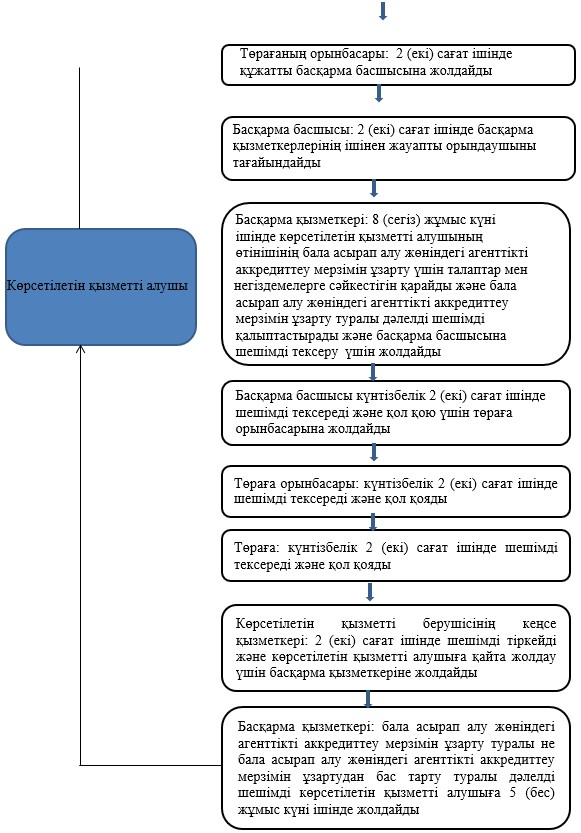 Төрағаның орынбасары: 2 (екі) сағат ішінде
құжатты басқарма басшысына жолдайды
Басқарма басшысы: 2 (екі) сағат ішінде басқарма
қызметкерлерінің ішінен жауапты орындаушыны
тағайындайды
Басқарма қызметкері: 8 (сегіз) жұмыс күні
ішінде көрсетілетін қызметті алушының
өтінішінің бала асырап алу жөніндегі агенттікті
аккредиттеу мерзімін ұзарту үшін талаптар мен
негіздемелерге сәйкестігін қарайды және бала
асырап алу жөніндегі агенттікті аккредиттеу
мерзімін ұзарту туралы дәлелді шешімді
қалыптастырады және басқарма басшысына
шешімді тексеру үшін жолдайды
Көрсетілетін қызметті алушы
Басқарма басшысы күнтізбелік 2 (екі) сағат ішінде
шешімді тексереді және қол қою үшін төраға
орынбасарына жолдайды
Төраға орынбасары: күнтізбелік 2 (екі) сағат ішінде
шешімді тексереді және қол қояды
Төраға: күнтізбелік 2 (екі) сағат ішінде шешімді
тексереді және қол қояды
Көрсетілетін қызметті берушісінің кеңсе
қызметкері: 2 (екі) сағат ішінде шешімді тіркейді
және көрсетілетін қызметті алушыға қайта жолдау
үшін басқарма қызметкеріне жолдайды
Басқарма қызметкері: бала асырап алу жөніндегі
агенттікті аккредиттеу мерзімін ұзарту туралы не
бала асырап алу жөніндегі агенттікті аккредиттеу
мерзімін ұзартудан бас тарту туралы дәлелді
шешімді көрсетілетін қызметті алушыға 5 (бес)
жұмыс күні ішінде жолдайды